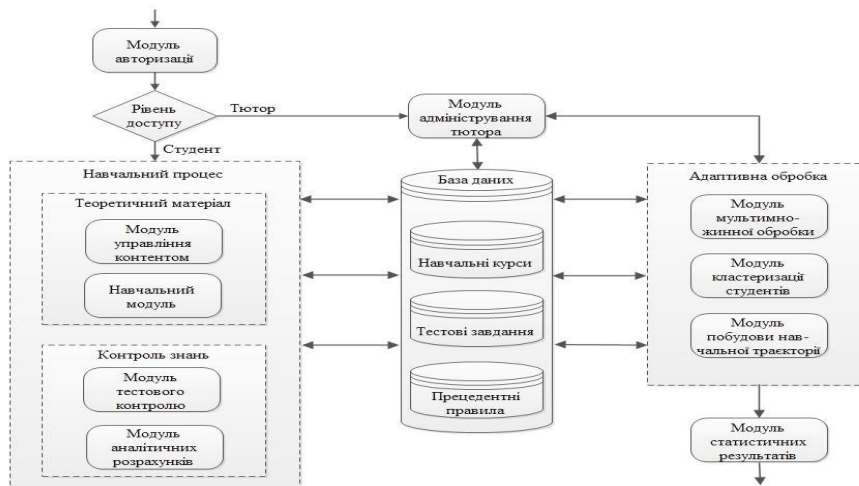 Модуль
авторизації
Рівень
доступу
Тютор
Студент
Модуль
адміністрування
тютора
Навчальний процес
Теоретичний матеріал
Модуль
управління
контентом
Навчальний
модуль
Контроль знань
Модуль
тестового
контролю
Модуль
аналітичних
розрахунків
База даних
Навчальні курси
Тестові завдання
Прецедентні
правила
Адаптивна обробка
Модуль
мультимно-
жинної обробки
Модуль
кластеризації
студентів
Модуль
побудови нав-
чальної траєкторії
Модуль
статистичних
результатів